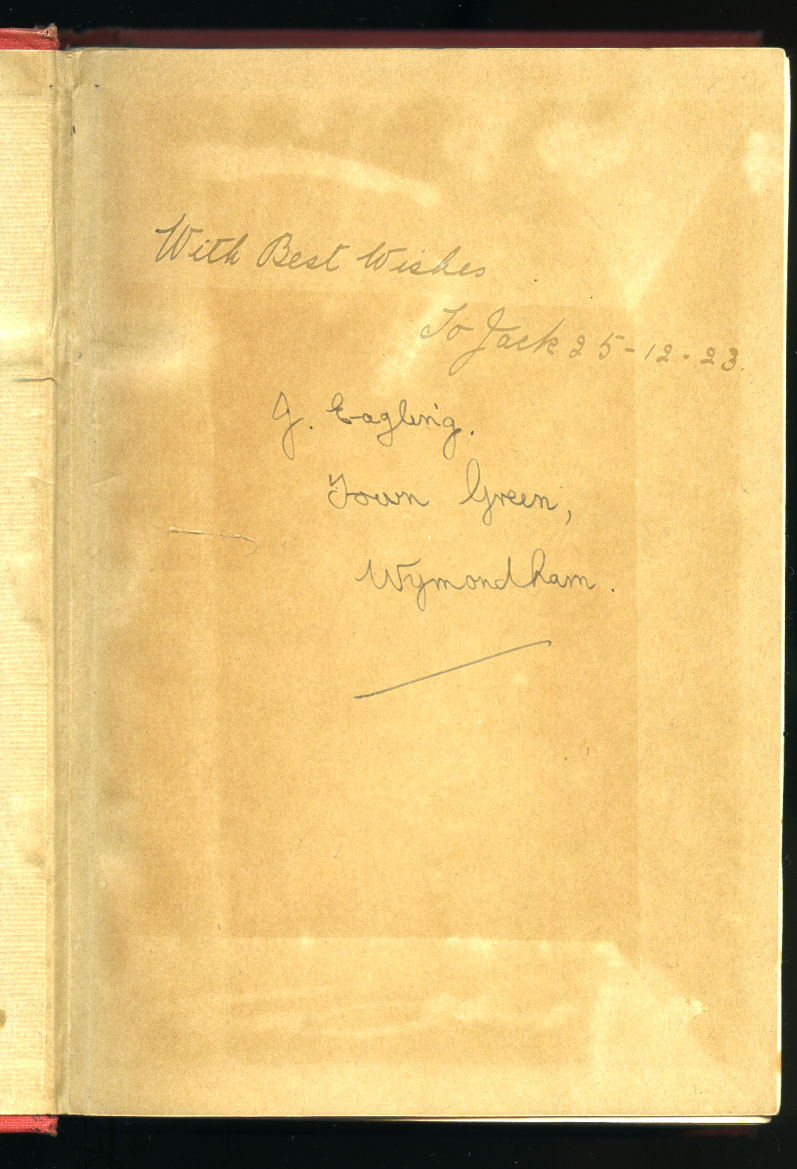 With Best Wishes
To Jack 25-12-23.
J. Eagling.
Town Green,
Wymondham.